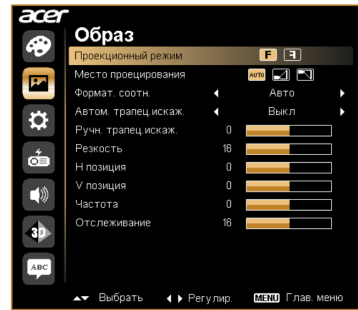 acer
Образ
Проекционный режим F F
Место проецирования AUTO
Формат. соотн. Авто
Автом. трапец.искаж. Выкл
Ручн. трапец.искаж. 0
Резкость 16
H позиция 0
V позиция 0
Частота 0
Отслеживание 16
3D
ABC
Выбрать Регулир. MENU Глав. меню